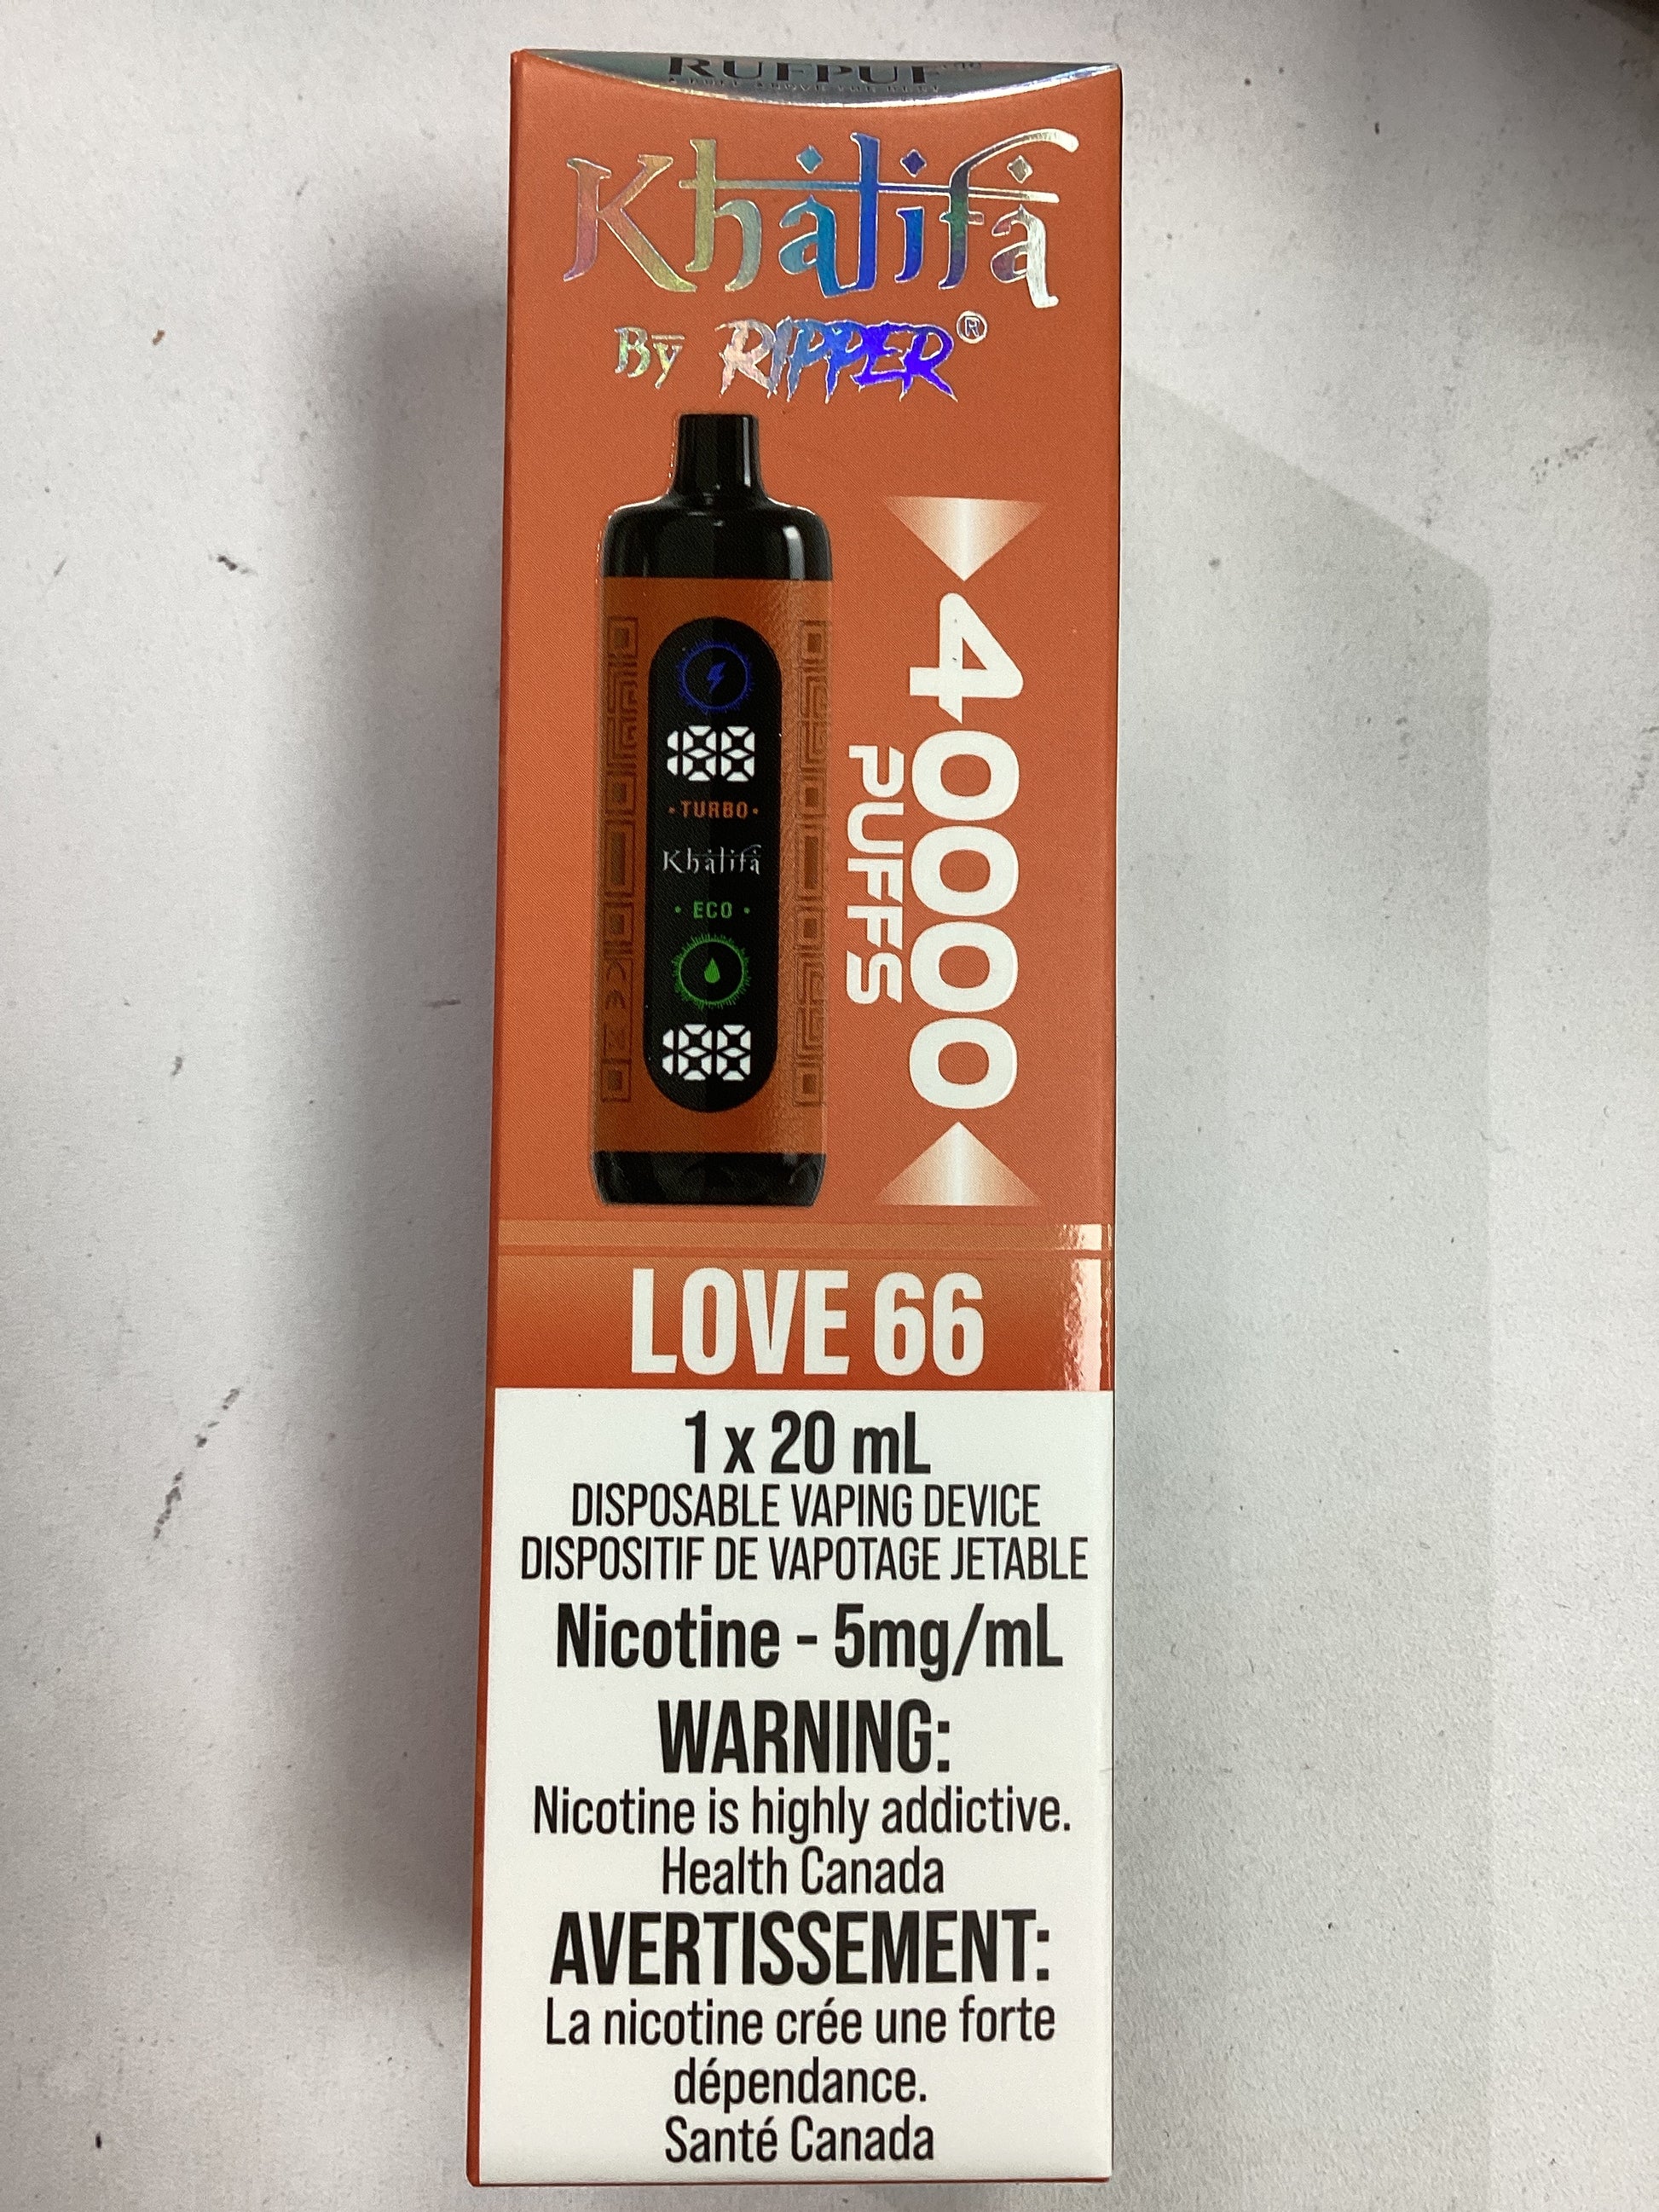 RUFPUF
Khalifa
By RIPPER®
40000
PUFFS
188
·TURBO·
Khalifa
· ECO ·
188
LOVE 66
1 x 20 mL
DISPOSABLE VAPING DEVICE
DISPOSITIF DE VAPOTAGE JETABLE
Nicotine - 5mg/mL
WARNING:
Nicotine is highly addictive.
Health Canada
AVERTISSEMENT:
La nicotine crée une forte
dépendance.
Santé Canada